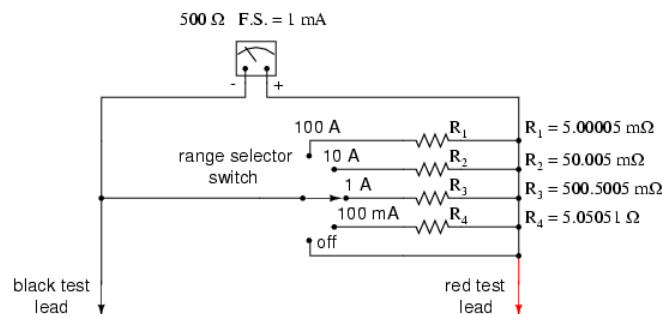 500 Ω F.S. = 1 mA
- +
100 A R1 R1 = 5.00005 mΩ
range selector 10 A R2 R2 = 50.005 mΩ
switch 1 A R3 R3 = 500.5005 mΩ
100 mA R4 R4 = 5.05051 Ω
off
black test red test
lead lead